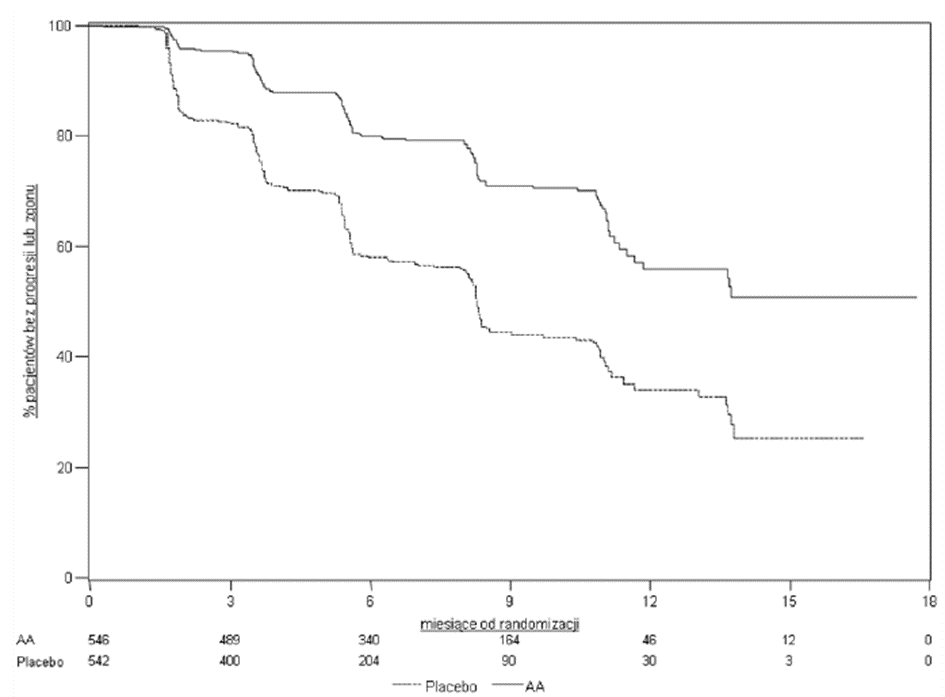 % pacjentów bez progresji lub zgonu
100
80
60
40
20
0
0 3 6 9 12 15 18
miesiące od randomizacji
AA 546 489 340 164 46 12 0
Placebo 542 400 204 90 30 3 0
Placebo AA